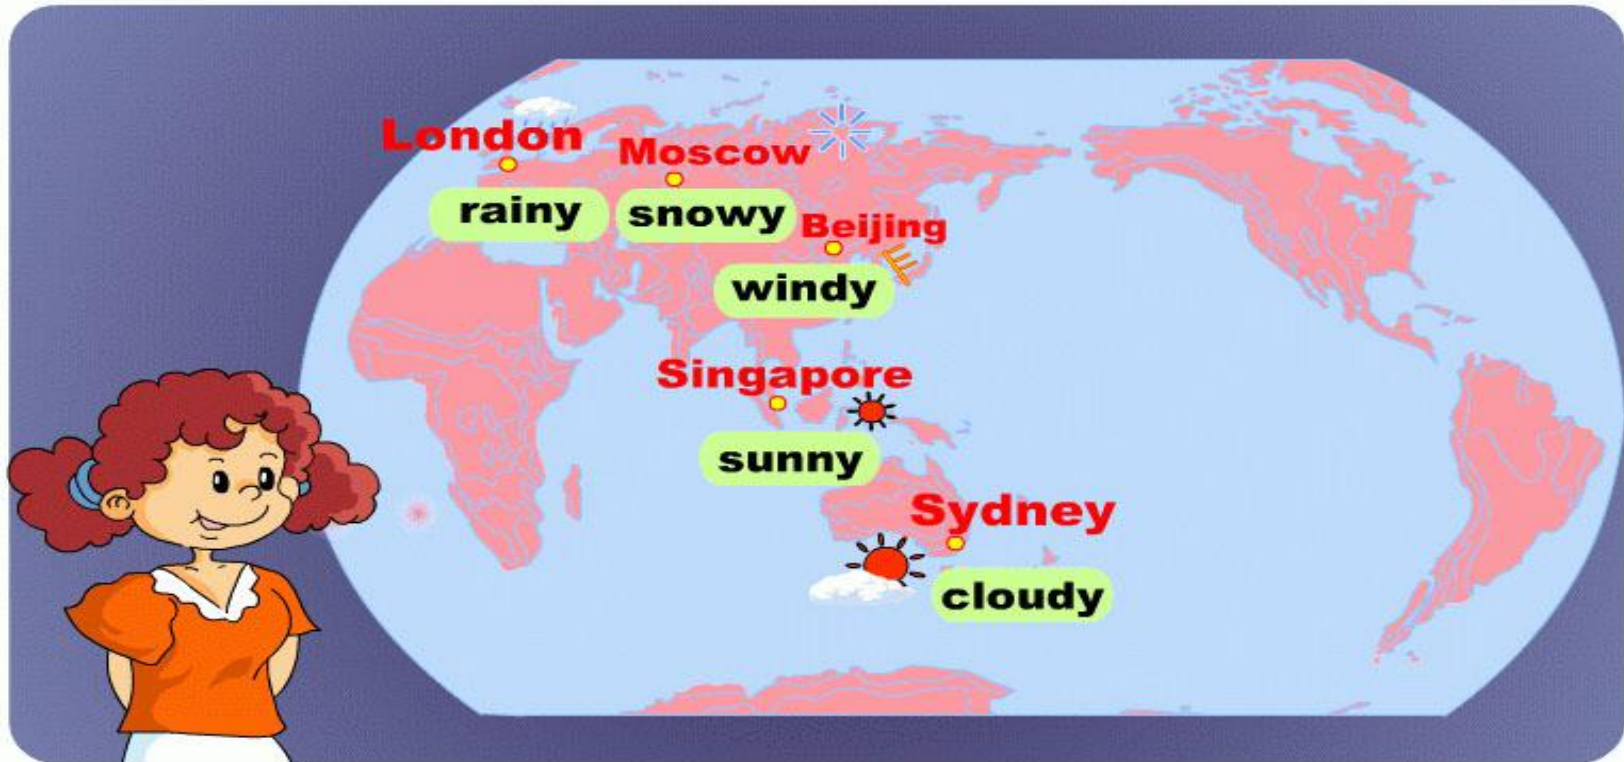 London
Moscow
rainy
snowy
Beijing
windy
Singapore
sunny
Sydney
cloudy